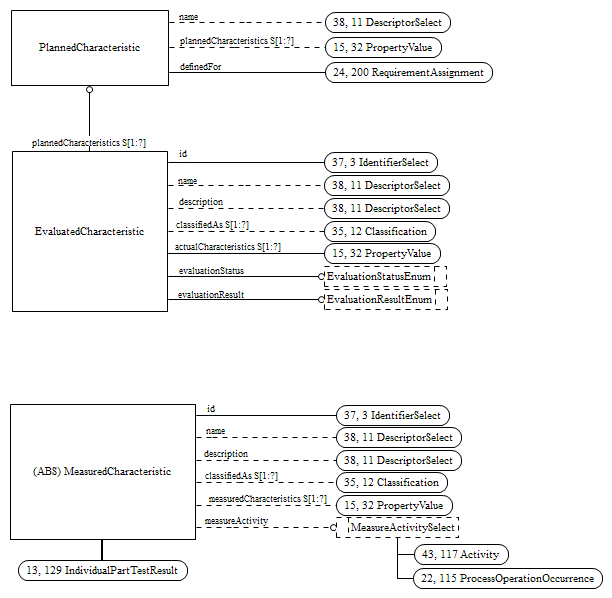 name
38, 11 DescriptorSelect
PlannedCharacteristic
plannedCharacteristics S[1:?]
15, 32 PropertyValue
definedFor
24, 200 RequirementAssignment
plannedCharacteristics S[1:?]
EvaluatedCharacteristic
id
37, 3 IdentifierSelect
name
38, 11 DescriptorSelect
description
38, 11 DescriptorSelect
classifiedAs S[1:?]
35, 12 Classification
actualCharacteristics S[1:?]
15, 32 PropertyValue
evaluationStatus
EvaluationStatusEnum
evaluationResult
EvaluationResultEnum
(ABS) MeasuredCharacteristic
id
37, 3 IdentifierSelect
name
38, 11 DescriptorSelect
description
38, 11 DescriptorSelect
classifiedAs S[1:?]
35, 12 Classification
measuredCharacteristics S[1:?]
15, 32 PropertyValue
measureActivity
MeasureActivitySelect
43, 117 Activity
22, 115 ProcessOperationOccurrence
13, 129 IndividualPartTestResult